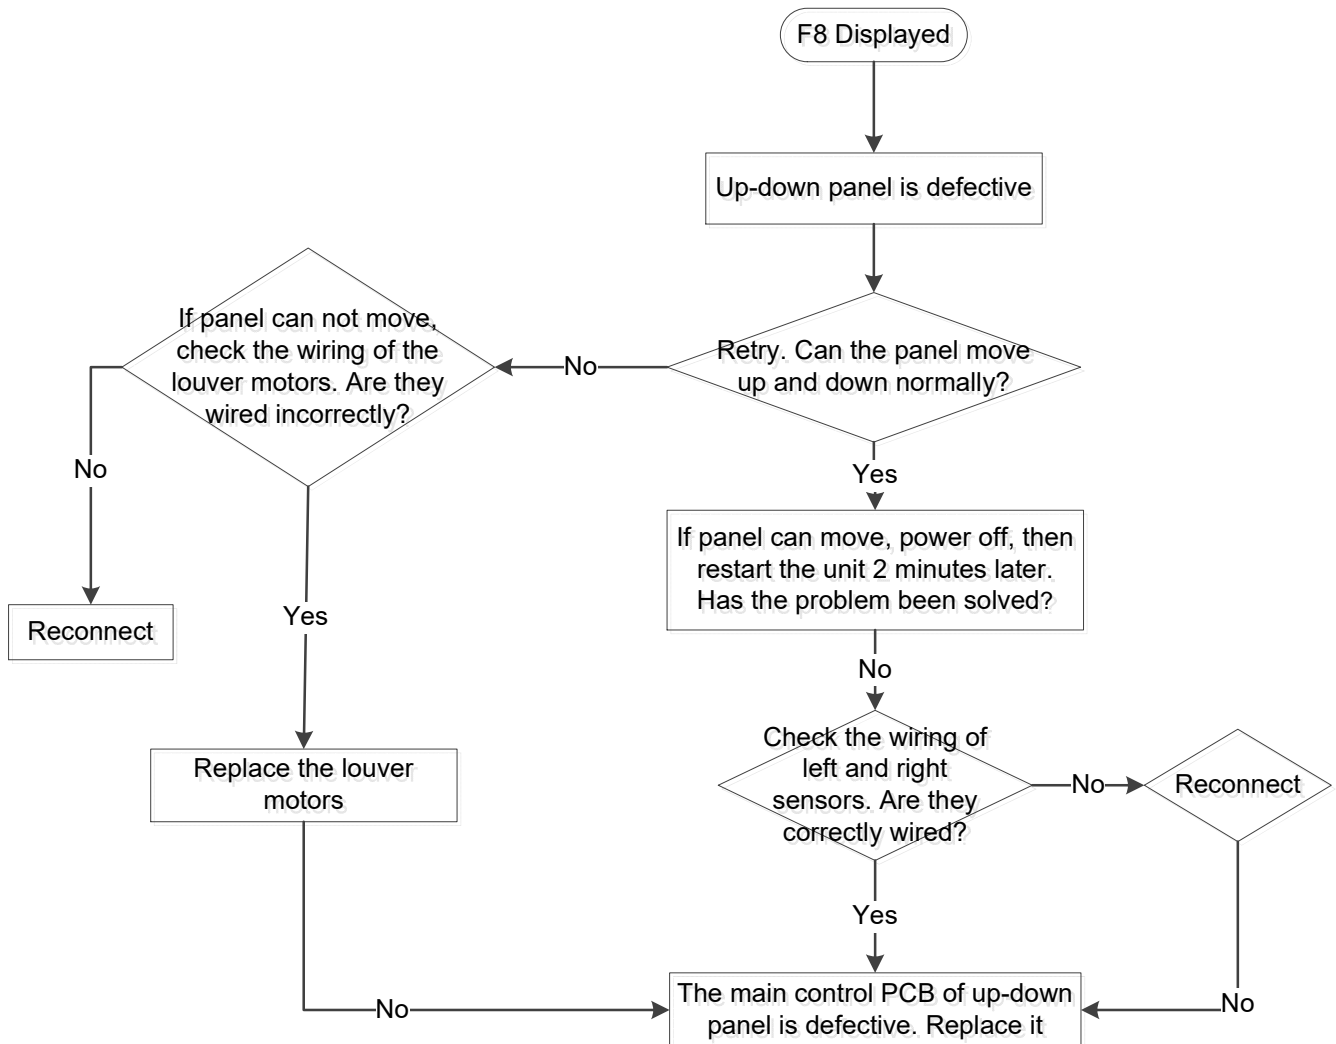 F8 Displayed
Up-down panel is defective
Retry. Can the panel move
up and down normally?
No
If panel can not move,
check the wiring of the
louver motors. Are they
wired incorrectly?
No
Reconnect
Yes
Replace the louver
motors
No
Yes
If panel can move, power off, then
restart the unit 2 minutes later.
Has the problem been solved?
No
Check the wiring of
left and right
sensors. Are they
correctly wired?
No
Reconnect
No
Yes
The main control PCB of up-down
panel is defective. Replace it